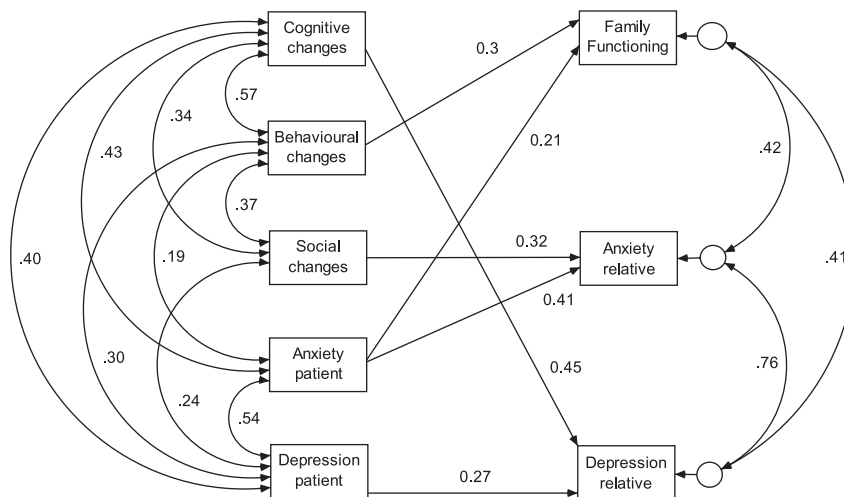 Cognitive
changes
Family
Functioning
0.3
.57
.34
Behavioural
changes
.43
0.21
.42
.37
Social
changes
0.32
Anxiety
relative
.40
.19
.41
0.41
Anxiety
patient
.30
0.45
.76
.24
.54
Depression
patient
0.27
Depression
relative